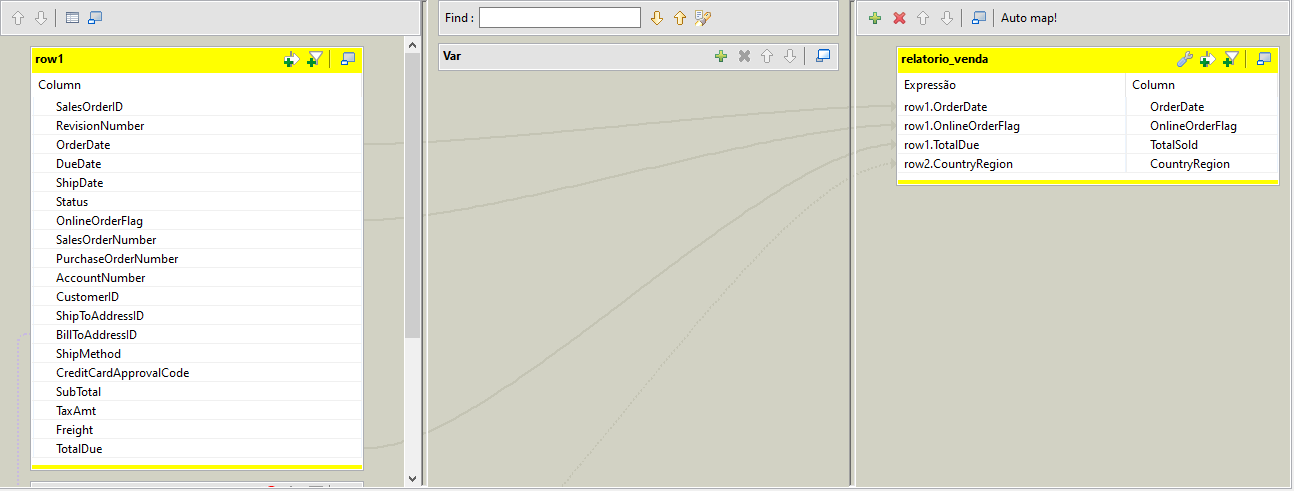 Find :
Auto map!
row1
Column
SalesOrderID
RevisionNumber
OrderDate
DueDate
ShipDate
Status
OnlineOrderFlag
SalesOrderNumber
PurchaseOrderNumber
AccountNumber
CustomerID
ShipToAddressID
BillToAddressID
ShipMethod
CreditCardApprovalCode
SubTotal
TaxAmt
Freight
TotalDue
Var
relatorio_venda
Expressão Column
row1.OrderDate OrderDate
row1.OnlineOrderFlag OnlineOrderFlag
row1.TotalDue TotalSold
row2.CountryRegion CountryRegion